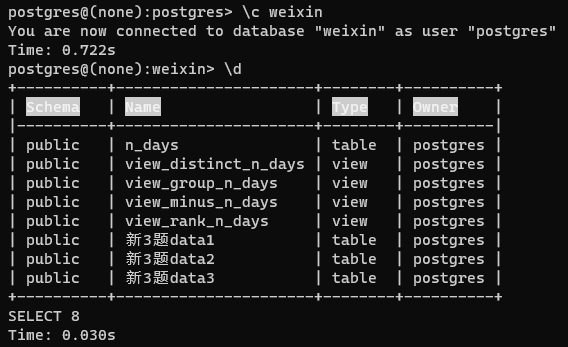 postgres@(none):postgres> \c weixin
You are now connected to database "weixin" as user "postgres"
Time: 0.722s
postgres@(none):weixin> \d
+----------+----------------------+-------+----------+
| Schema   | Name                 | Type  | Owner    |
|----------+----------------------+-------+----------|
| public   | n_days               | table | postgres |
| public   | view_distinct_n_days | view  | postgres |
| public   | view_group_n_days    | view  | postgres |
| public   | view_minus_n_days    | view  | postgres |
| public   | view_rank_n_days     | view  | postgres |
| public   | 新3题data1           | table | postgres |
| public   | 新3题data2           | table | postgres |
| public   | 新3题data3           | table | postgres |
+----------+----------------------+-------+----------+
SELECT 8
Time: 0.030s